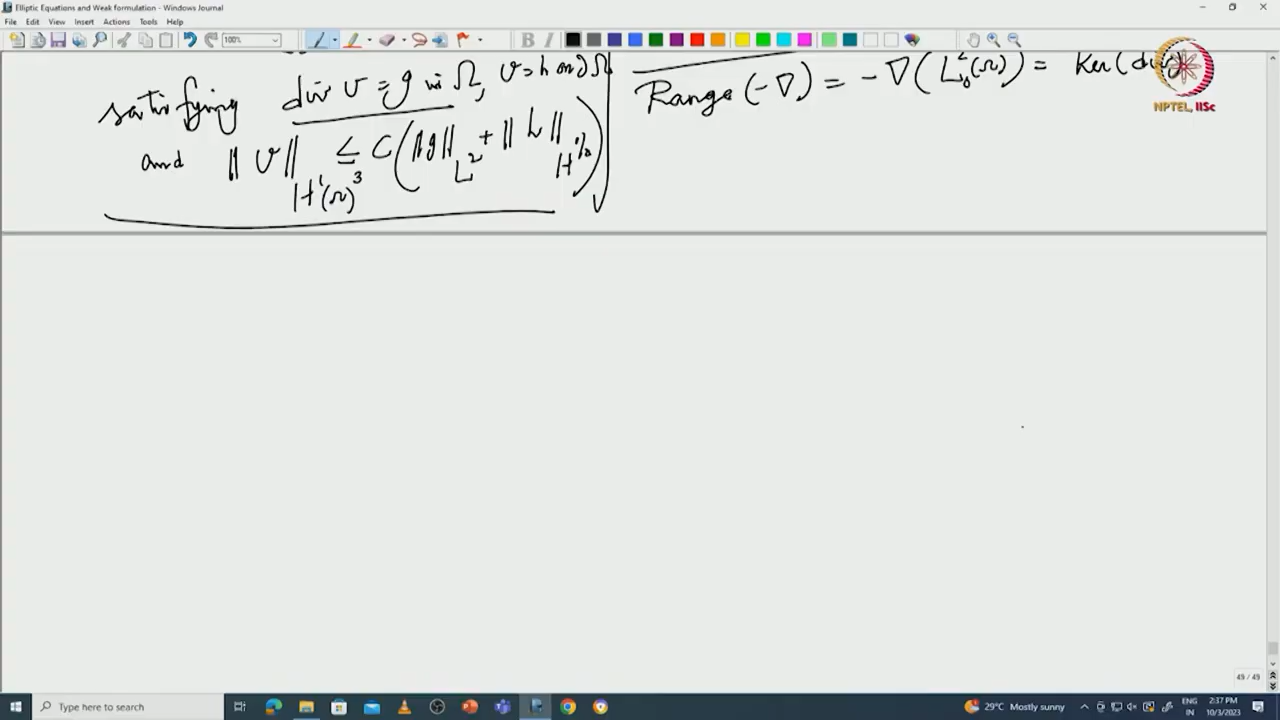 Elliptic Equations and Weak formulation - Windows Journal
File Edit View Insert Actions Tools Help
100%
B I
satisfying div v = g in Ω, v = h on ∂Ω
and ‖v‖_{H¹(Ω)³} ≤ C(‖g‖_{L²} + ‖h‖_{H^{1/2}})
Range(-∇) = -∇(L₀²(Ω)) = Ker(div)
NPTEL, IISc
49 / 49
Type here to search
29°C Mostly sunny
ENG
IN
2:37 PM
10/3/2023